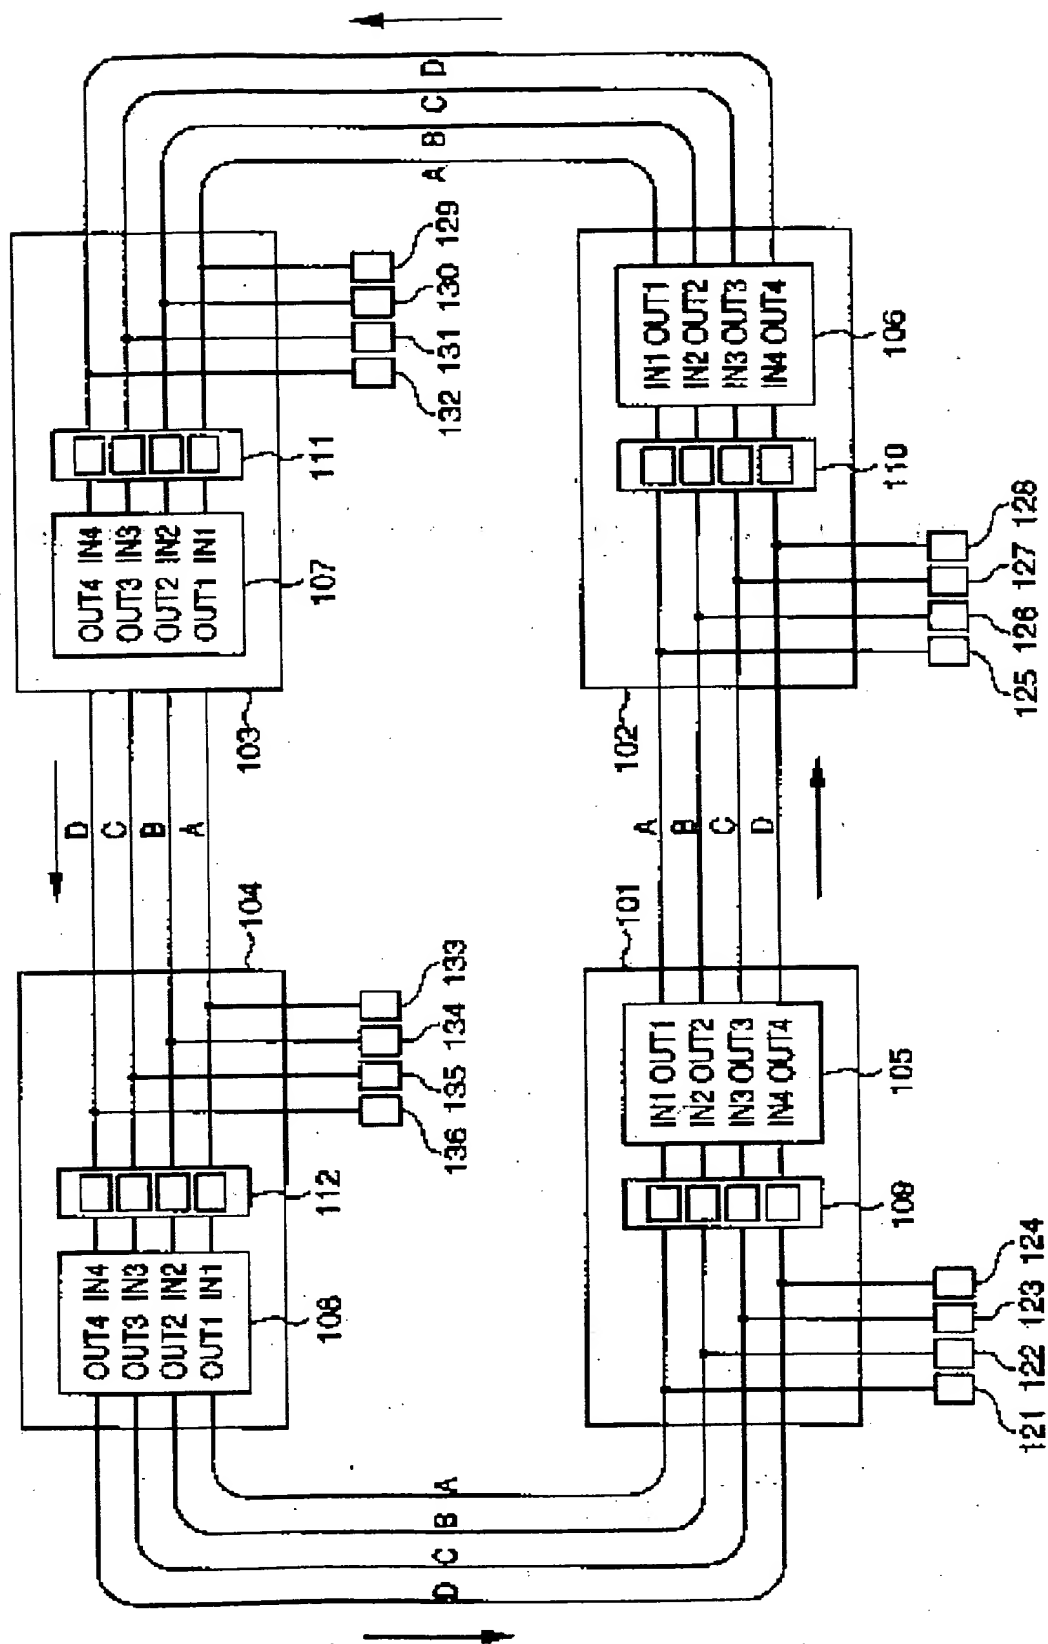 D
C
B
A
OUT4 IN4
OUT3 IN3
OUT2 IN2
OUT1 IN1
107
111
132
131
130
129
103
D
C
B
A
104
OUT4 IN4
OUT3 IN3
OUT2 IN2
OUT1 IN1
108
112
136
135
134
133
A
B
C
D
101
IN1 OUT1
IN2 OUT2
IN3 OUT3
IN4 OUT4
109
105
121
122
123
124
A
B
C
D
102
IN1 OUT1
IN2 OUT2
IN3 OUT3
IN4 OUT4
110
106
125
126
127
128